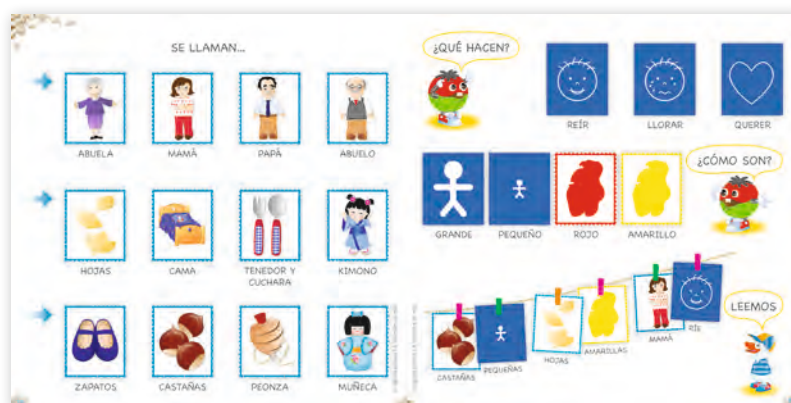 SE LLAMAN...
ABUELA
MAMÁ
PAPÁ
ABUELO
HOJAS
CAMA
TENEDOR Y
CUCHARA
KIMONO
ZAPATOS
CASTAÑAS
PEONZA
MUÑECA
¿QUÉ HACEN?
REÍR
LLORAR
QUERER
¿CÓMO SON?
GRANDE
PEQUEÑO
ROJO
AMARILLO
LEEMOS
CASTAÑAS
PEQUEÑAS
HOJAS
AMARILLAS
MAMÁ
RÍE